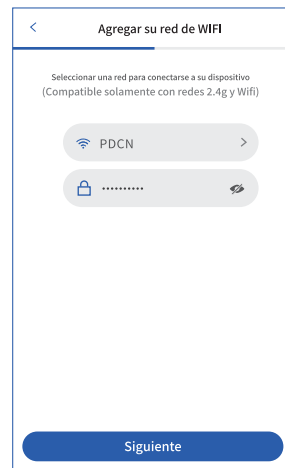 Agregar su red de WIFI
Seleccionar una red para conectarse a su dispositivo
(Compatible solamente con redes 2.4g y Wifi)
PDCN
Siguiente